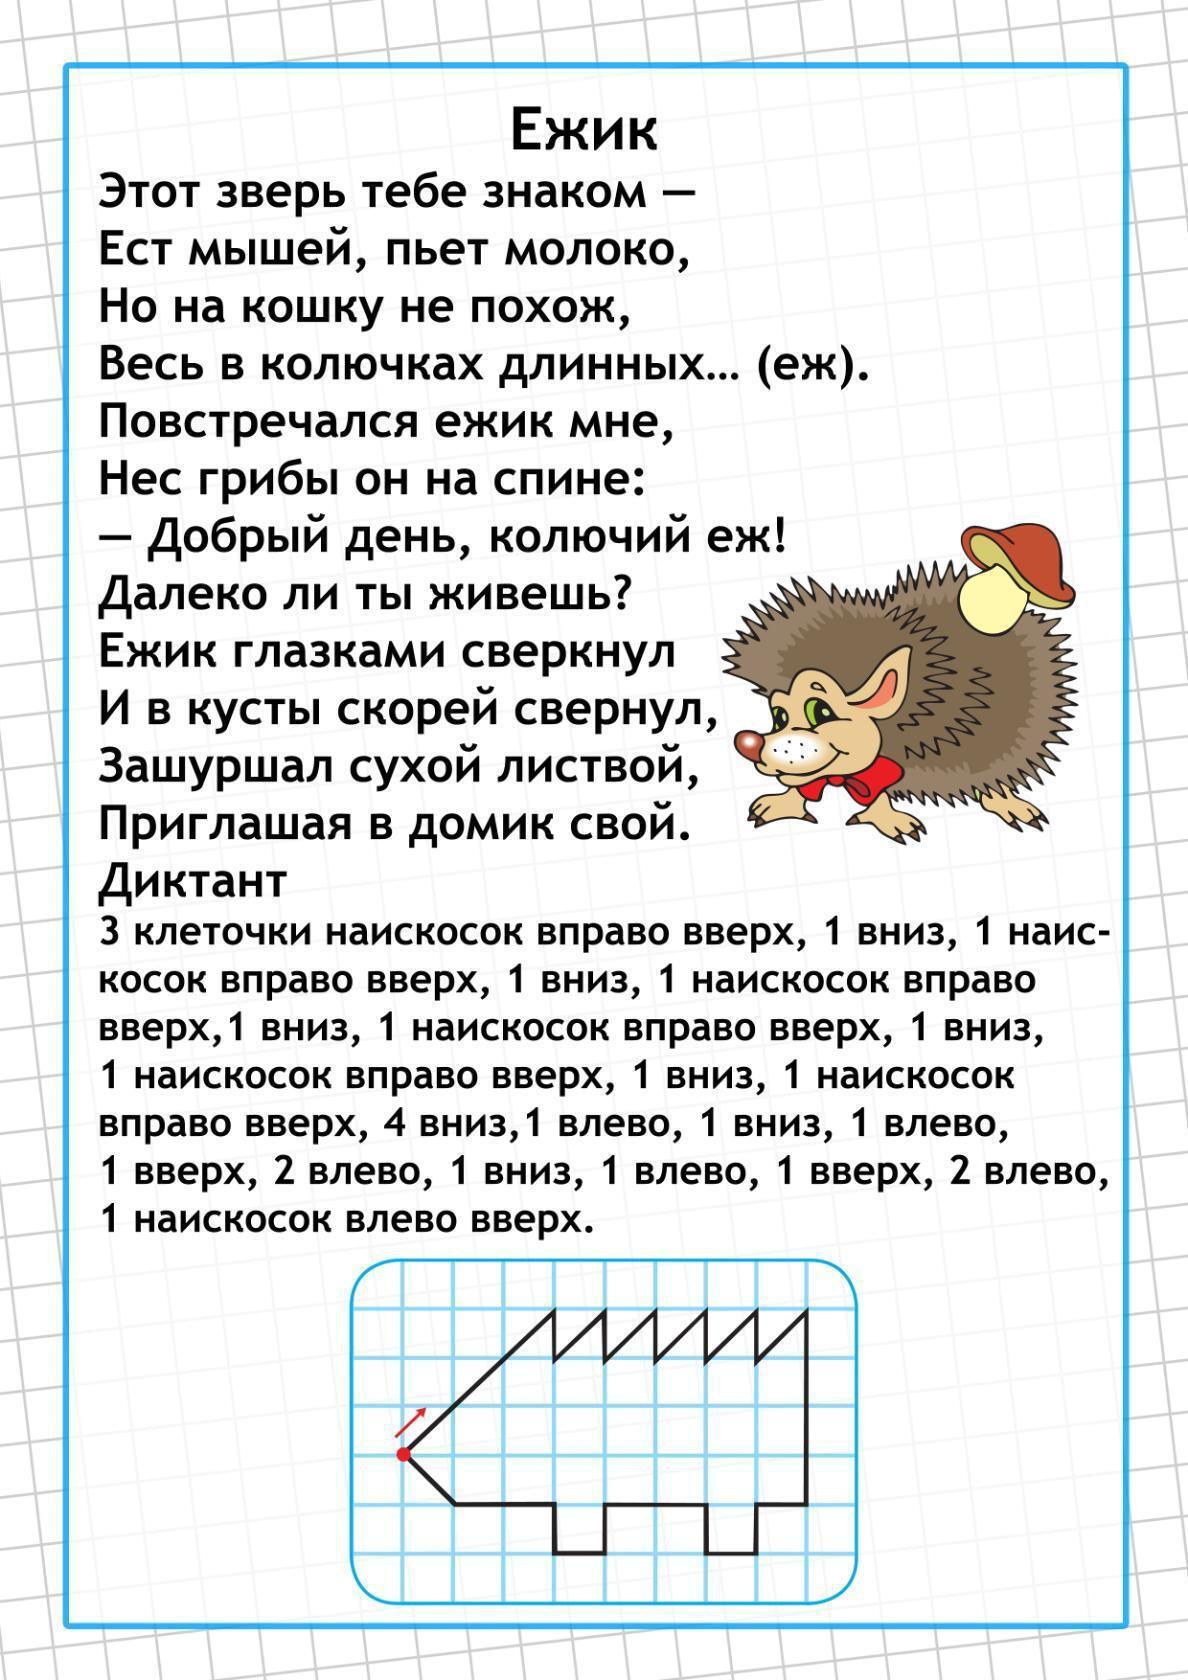 Ежик
Этот зверь тебе знаком —
Ест мышей, пьет молоко,
Но на кошку не похож,
Весь в колючках длинных… (еж).
Повстречался ежик мне,
Нес грибы он на спине:
— Добрый день, колючий еж!
Далеко ли ты живешь?
Ежик глазками сверкнул
И в кусты скорей свернул,
Зашуршал сухой листвой,
Приглашая в домик свой.
Диктант
3 клеточки наискосок вправо вверх, 1 вниз, 1 наис-
косок вправо вверх, 1 вниз, 1 наискосок вправо
вверх,1 вниз, 1 наискосок вправо вверх, 1 вниз,
1 наискосок вправо вверх, 1 вниз, 1 наискосок
вправо вверх, 4 вниз,1 влево, 1 вниз, 1 влево,
1 вверх, 2 влево, 1 вниз, 1 влево, 1 вверх, 2 влево,
1 наискосок влево вверх.